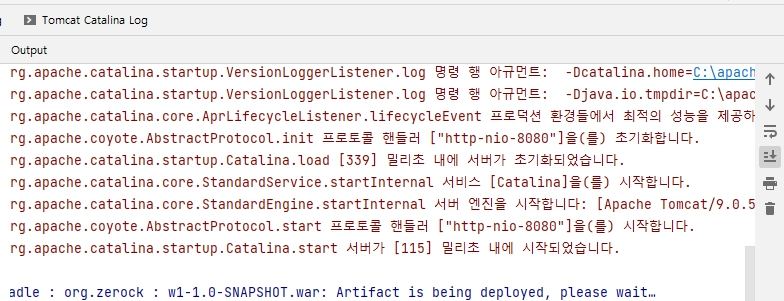 Tomcat Catalina Log
Output
rg.apache.catalina.startup.VersionLoggerListener.log 명령 행 아규먼트:  -Dcatalina.home=C:\apach
rg.apache.catalina.startup.VersionLoggerListener.log 명령 행 아규먼트:  -Djava.io.tmpdir=C:\apac
rg.apache.catalina.core.AprLifecycleListener.lifecycleEvent 프로덕션 환경들에서 최적의 성능을 제공하
rg.apache.coyote.AbstractProtocol.init 프로토콜 핸들러 ["http-nio-8080"]을(를) 초기화합니다.
rg.apache.catalina.startup.Catalina.load [339] 밀리초 내에 서버가 초기화되었습니다.
rg.apache.catalina.core.StandardService.startInternal 서비스 [Catalina]을(를) 시작합니다.
rg.apache.catalina.core.StandardEngine.startInternal 서버 엔진을 시작합니다: [Apache Tomcat/9.0.5
rg.apache.coyote.AbstractProtocol.start 프로토콜 핸들러 ["http-nio-8080"]을(를) 시작합니다.
rg.apache.catalina.startup.Catalina.start 서버가 [115] 밀리초 내에 시작되었습니다.
adle : org.zerock : w1-1.0-SNAPSHOT.war: Artifact is being deployed, please wait…